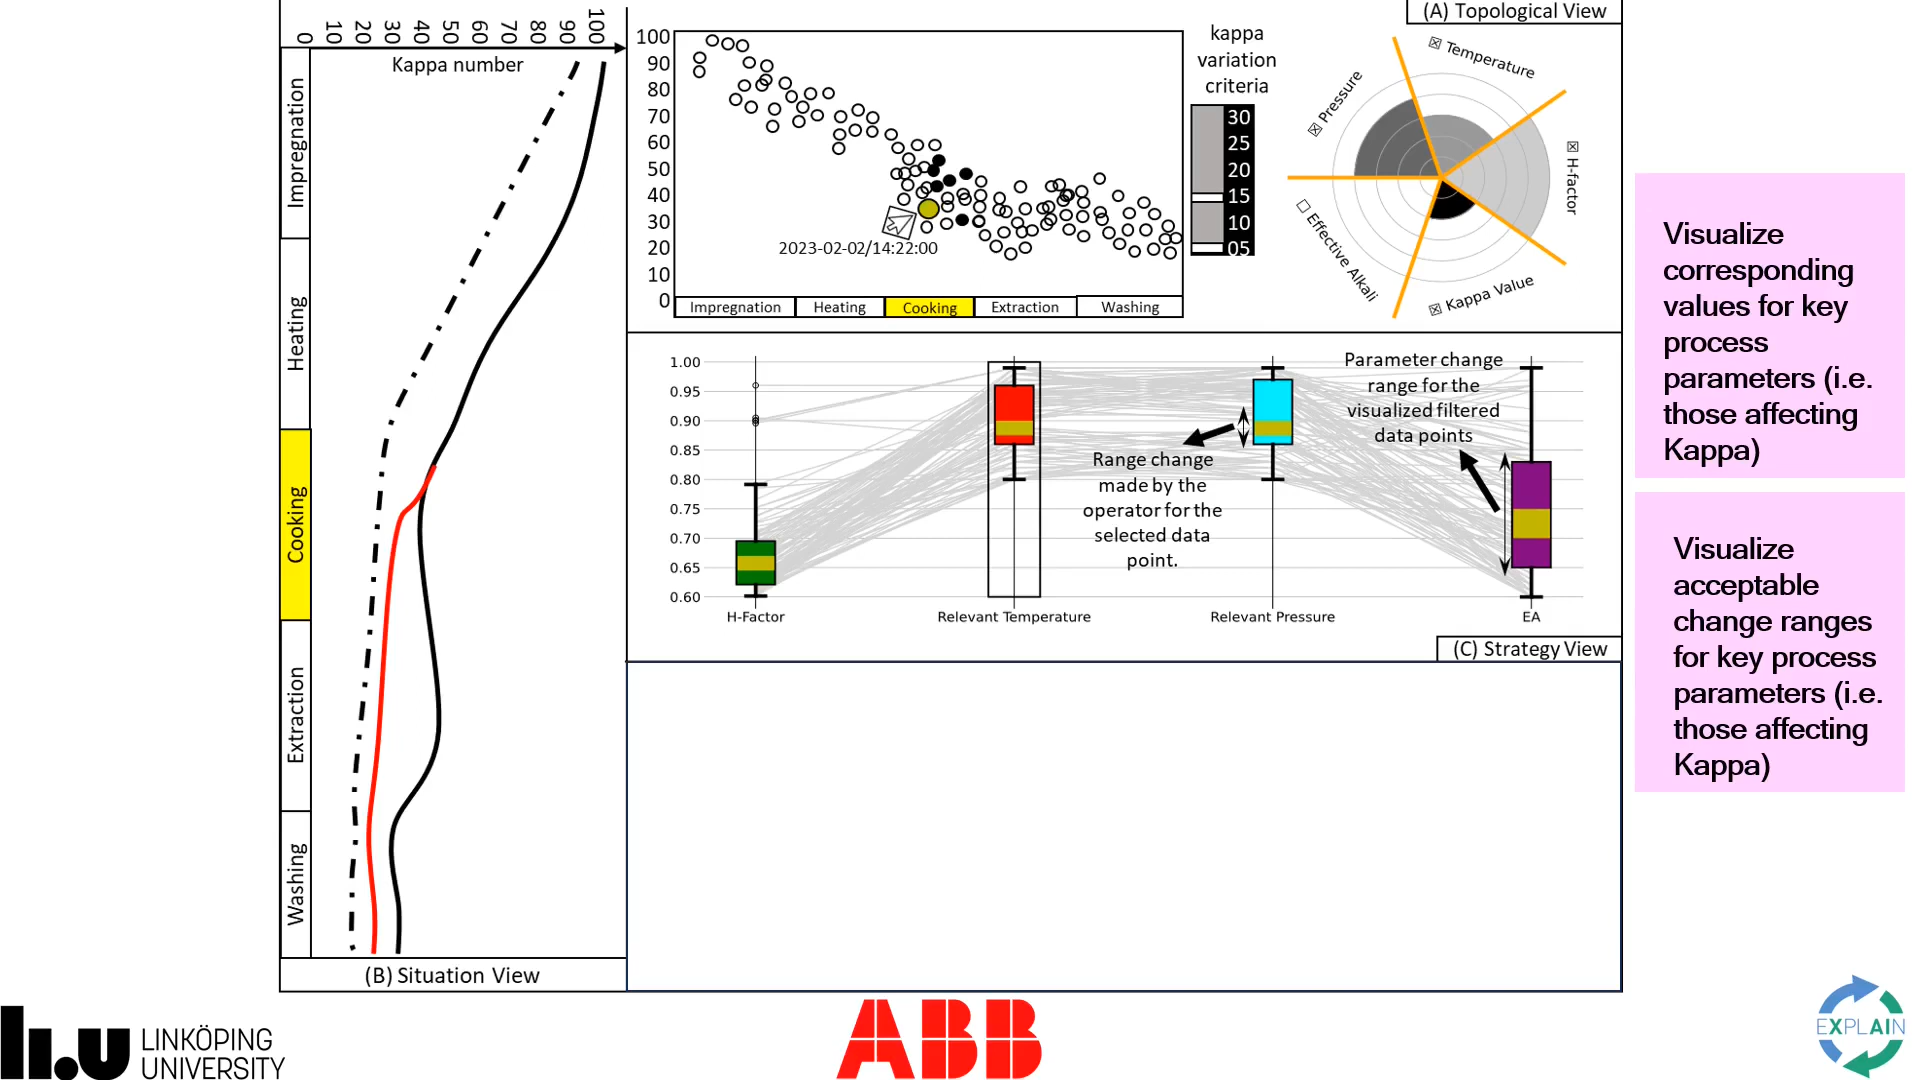 0
10
20
30
40
50
60
70
80
90
100
Kappa number
Impregnation
Heating
Cooking
Extraction
Washing
(B) Situation View
(A) Topological View
100
90
80
70
60
50
40
30
20
10
0
2023-02-02/14:22:00
Impregnation
Heating
Cooking
Extraction
Washing
kappa
variation
criteria
30
25
20
15
10
05
☒ Temperature
☒ Pressure
☒ H-factor
☐ Effective Alkali
☒ Kappa Value
1.00
0.95
0.90
0.85
0.80
0.75
0.70
0.65
0.60
H-Factor
Relevant Temperature
Relevant Pressure
EA
Range change
made by the
operator for the
selected data
point.
Parameter change
range for the
visualized filtered
data points
(C) Strategy View
Visualize
corresponding
values for key
process
parameters (i.e.
those affecting
Kappa)
Visualize
acceptable
change ranges
for key process
parameters (i.e.
those affecting
Kappa)
li.u LINKÖPING
UNIVERSITY
ABB
EXPLAIN